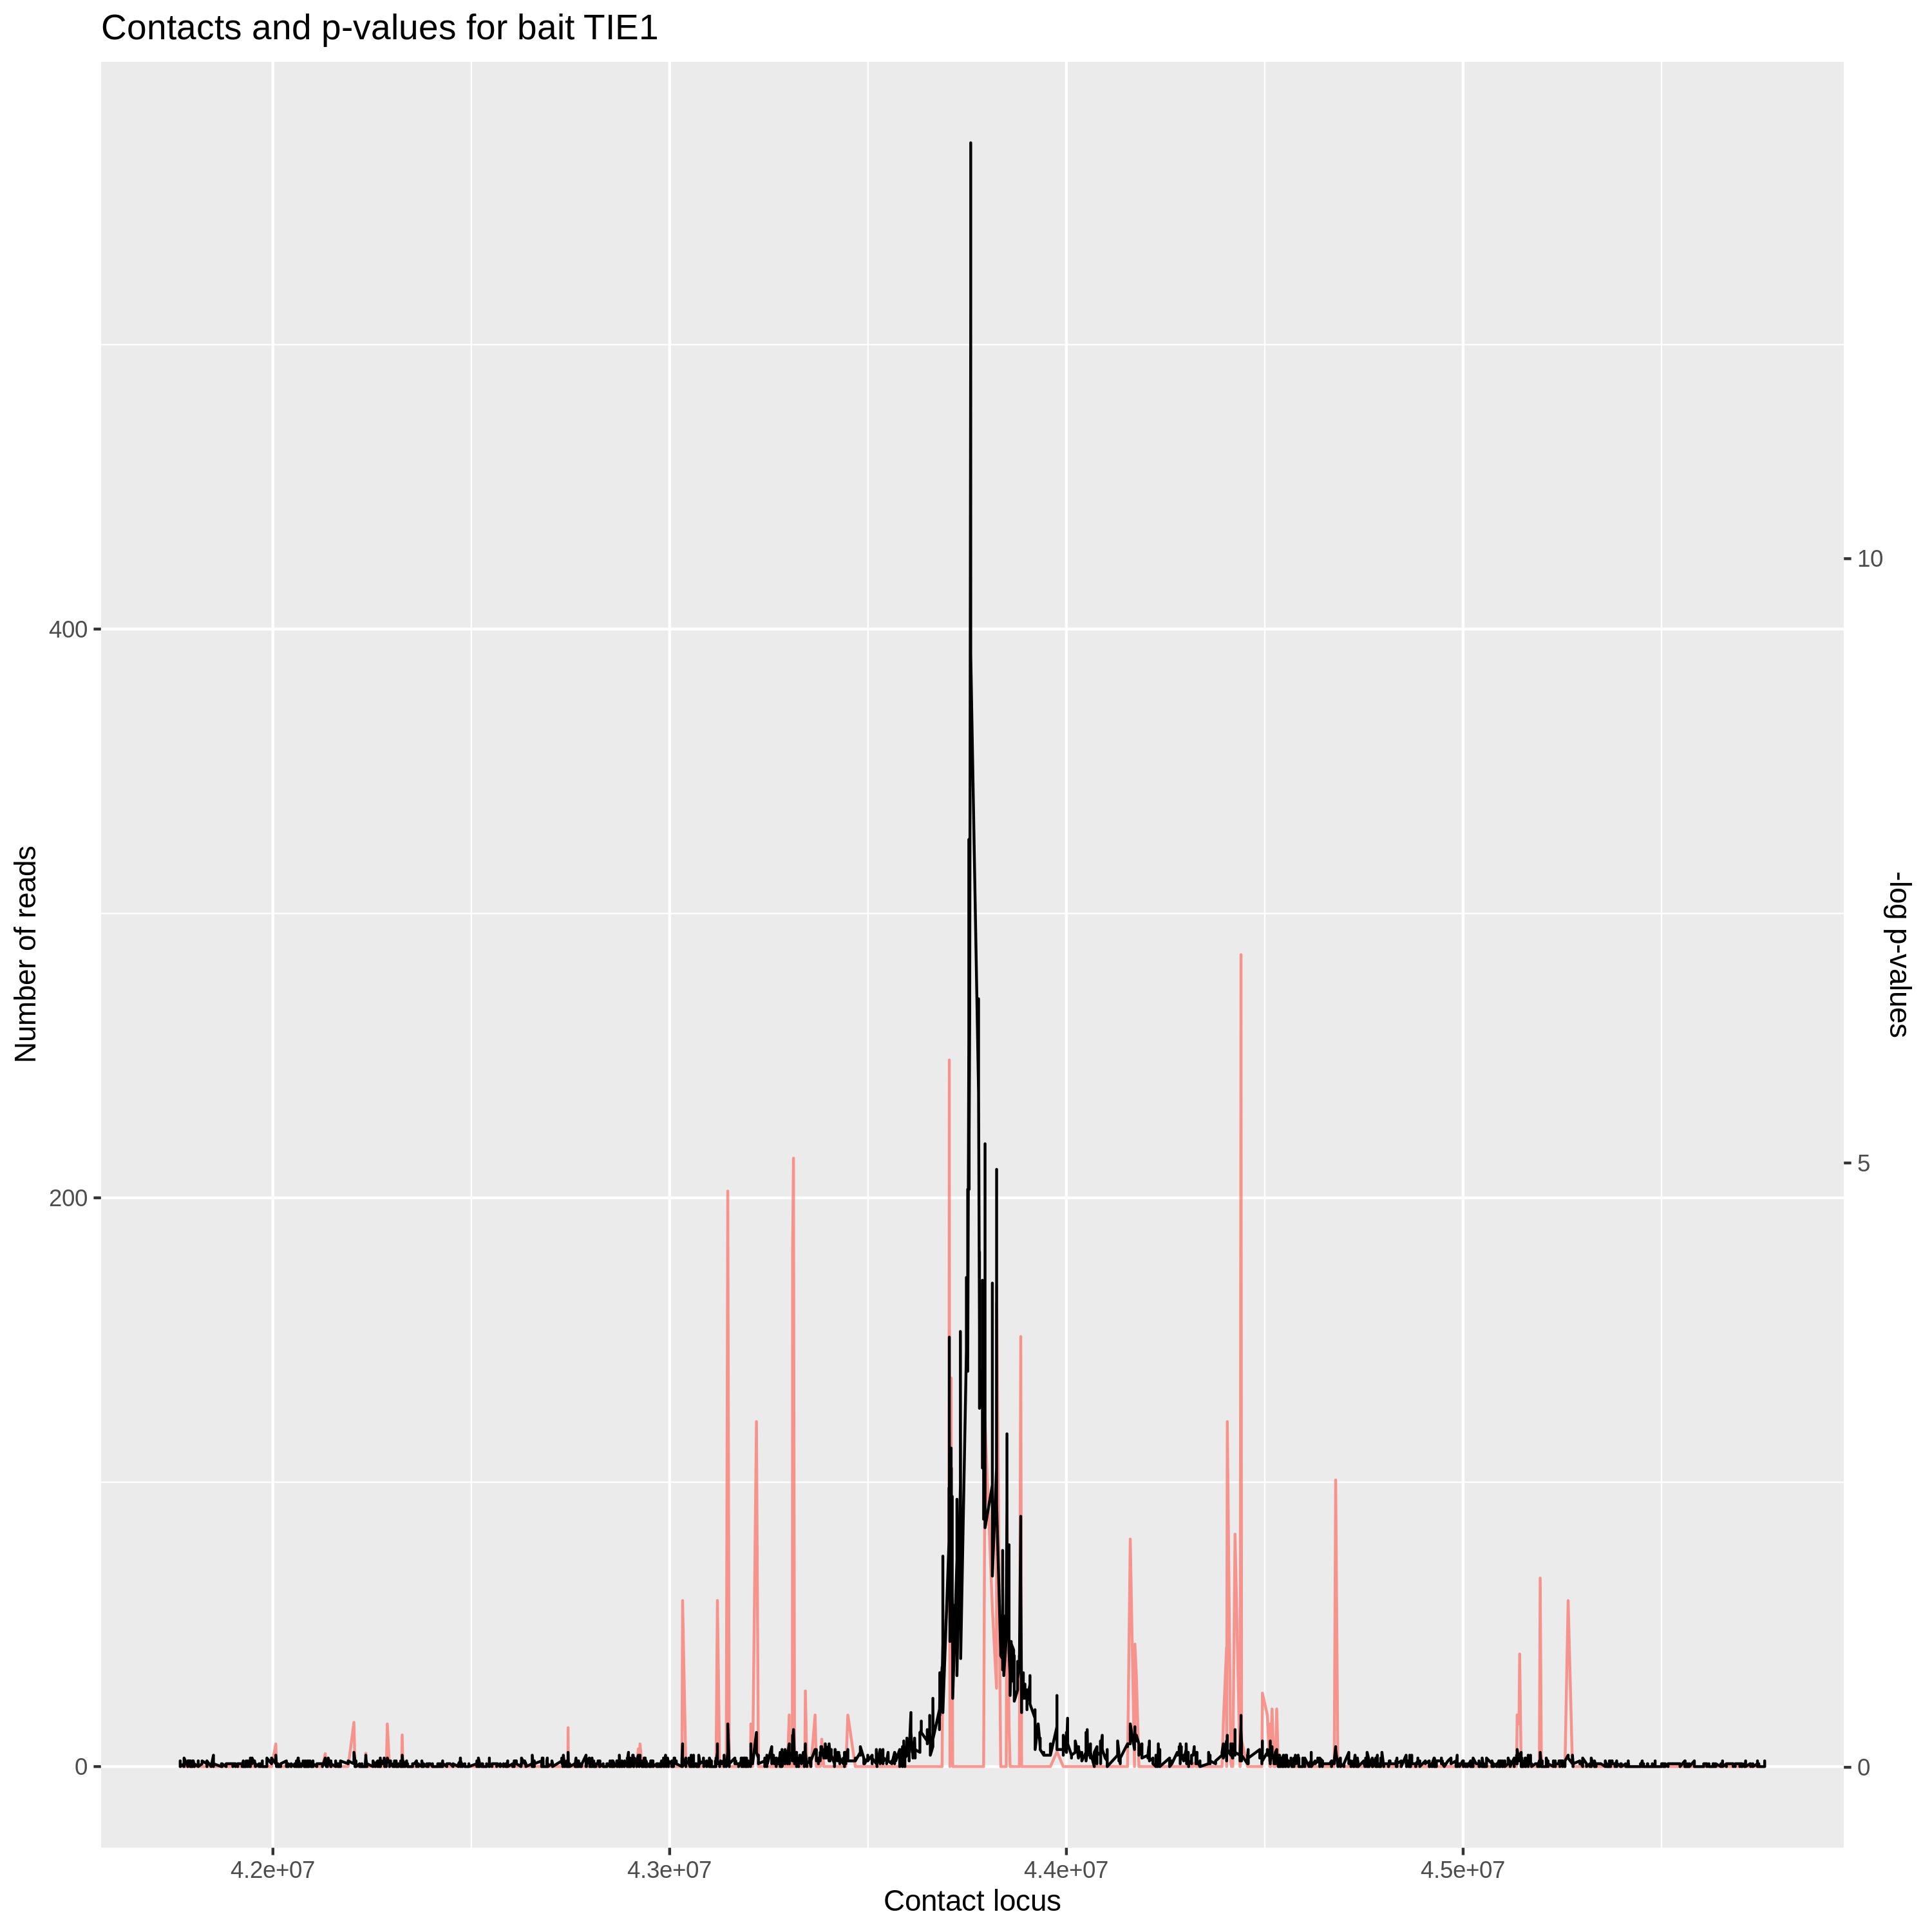 Contacts and p-values for bait TIE1
Number of reads
400
200
0
10
5
0
-log p-values
4.2e+07
4.3e+07
4.4e+07
4.5e+07
Contact locus